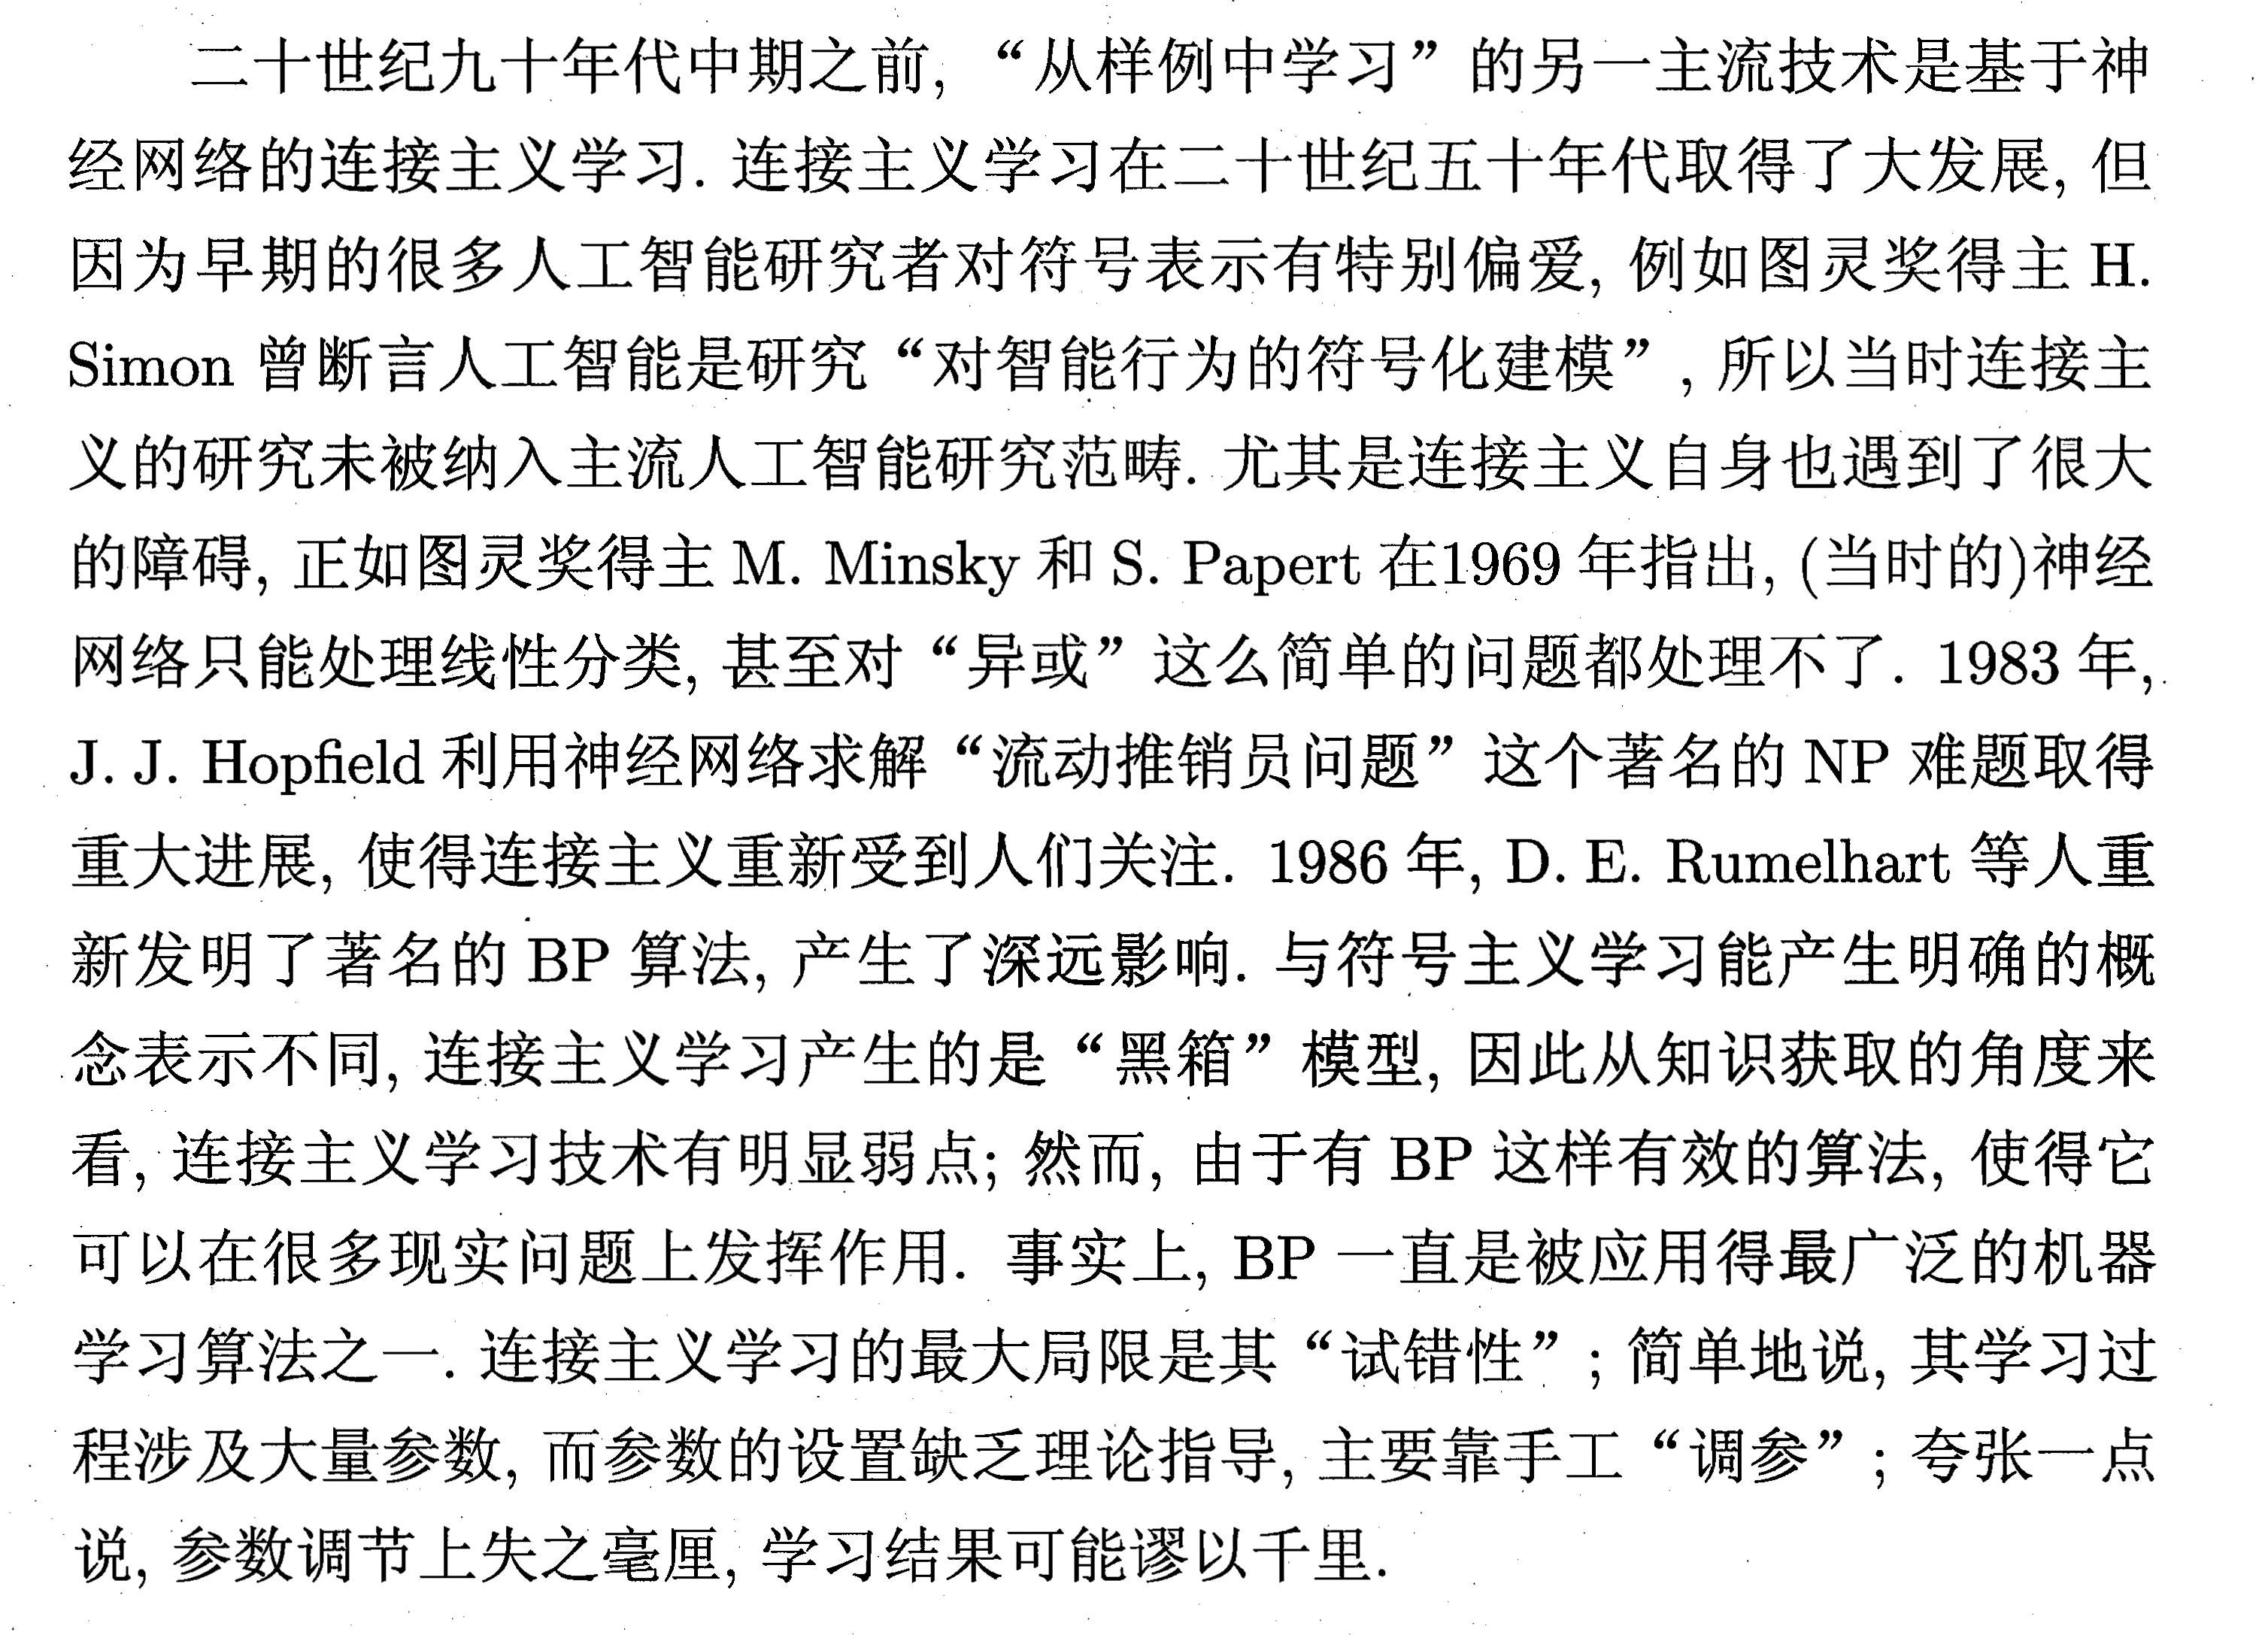 二十世纪九十年代中期之前, “从样例中学习” 的另一主流技术是基于神
经网络的连接主义学习. 连接主义学习在二十世纪五十年代取得了大发展, 但
因为早期的很多人工智能研究者对符号表示有特别偏爱, 例如图灵奖得主 H.
Simon 曾断言人工智能是研究 “对智能行为的符号化建模” , 所以当时连接主
义的研究未被纳入主流人工智能研究范畴. 尤其是连接主义自身也遇到了很大
的障碍, 正如图灵奖得主 M. Minsky 和 S. Papert 在1969 年指出, (当时的)神经
网络只能处理线性分类, 甚至对 “异或” 这么简单的问题都处理不了. 1983 年,
J. J. Hopfield 利用神经网络求解 “流动推销员问题” 这个著名的 NP 难题取得
重大进展, 使得连接主义重新受到人们关注. 1986 年, D. E. Rumelhart 等人重
新发明了著名的 BP 算法, 产生了深远影响. 与符号主义学习能产生明确的概
念表示不同, 连接主义学习产生的是 “黑箱” 模型, 因此从知识获取的角度来
看, 连接主义学习技术有明显弱点; 然而, 由于有 BP 这样有效的算法, 使得它
可以在很多现实问题上发挥作用. 事实上, BP 一直是被应用得最广泛的机器
学习算法之一. 连接主义学习的最大局限是其 “试错性” ; 简单地说, 其学习过
程涉及大量参数, 而参数的设置缺乏理论指导, 主要靠手工 “调参” ; 夸张一点
说, 参数调节上失之毫厘, 学习结果可能谬以千里.